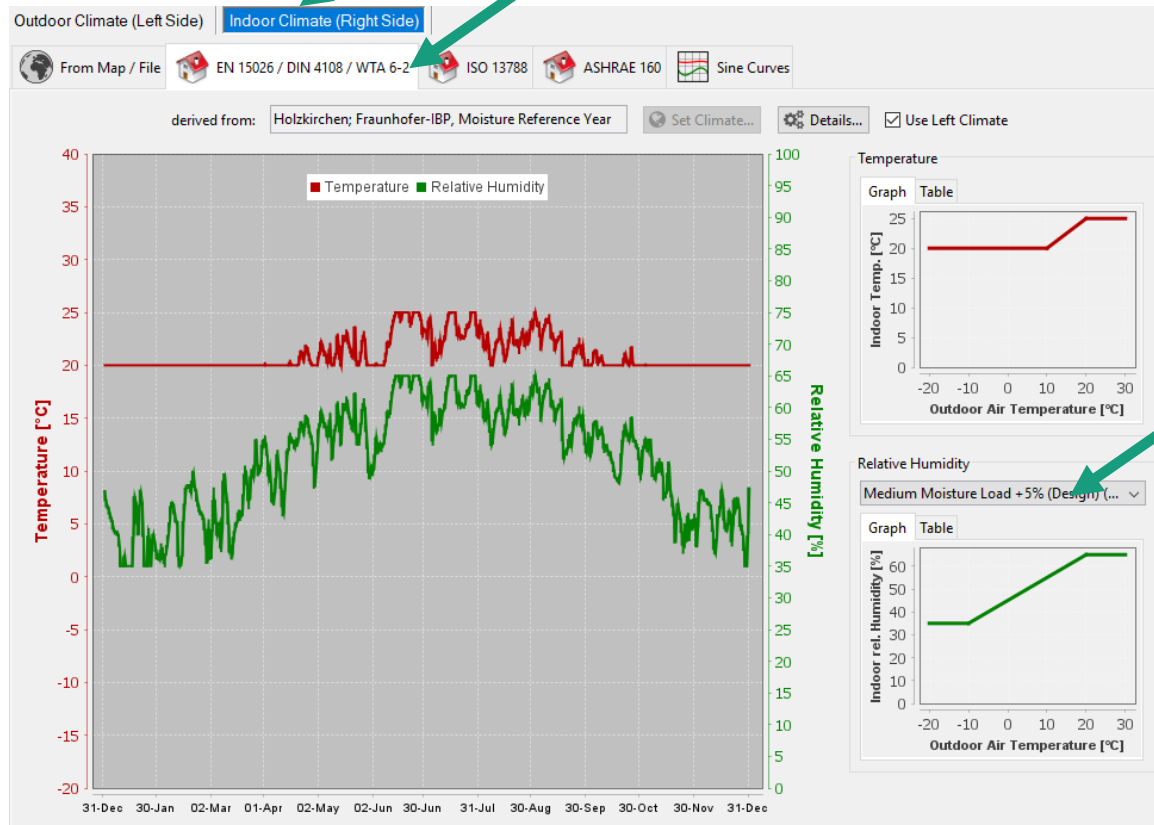 Outdoor Climate (Left Side) Indoor Climate (Right Side)
From Map / File EN 15026 / DIN 4108 / WTA 6-2 ISO 13788 ASHRAE 160 Sine Curves
derived from: Holzkirchen; Fraunhofer-IBP, Moisture Reference Year Set Climate... Details... Use Left Climate
Temperature Relative Humidity
40
35
30
25
20
15
10
5
0
-5
-10
-15
-20
Temperature [°C]
100
95
90
85
80
75
70
65
60
55
50
45
40
35
30
25
20
15
10
5
0
Relative Humidity [%]
31-Dec 30-Jan 02-Mar 01-Apr 02-May 02-Jun 30-Jun 31-Jul 30-Aug 30-Sep 30-Oct 30-Nov 31-Dec
Temperature
Graph Table
Indoor Temp. [°C]
25
20
15
10
5
0
-20 -10 0 10 20 30
Outdoor Air Temperature [°C]
Relative Humidity
Medium Moisture Load +5% (Design) (...
Graph Table
Indoor rel. Humidity [%]
60
50
40
30
20
10
0
-20 -10 0 10 20 30
Outdoor Air Temperature [°C]